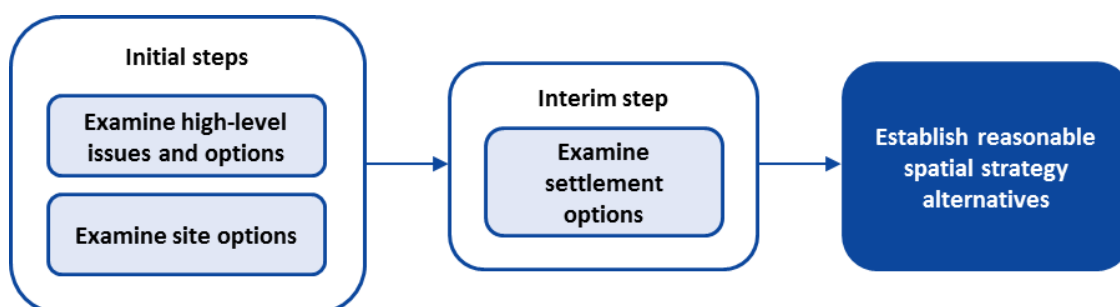 Initial steps
Examine high-level
issues and options
Examine site options
Interim step
Examine
settlement
options
Establish reasonable
spatial strategy
alternatives